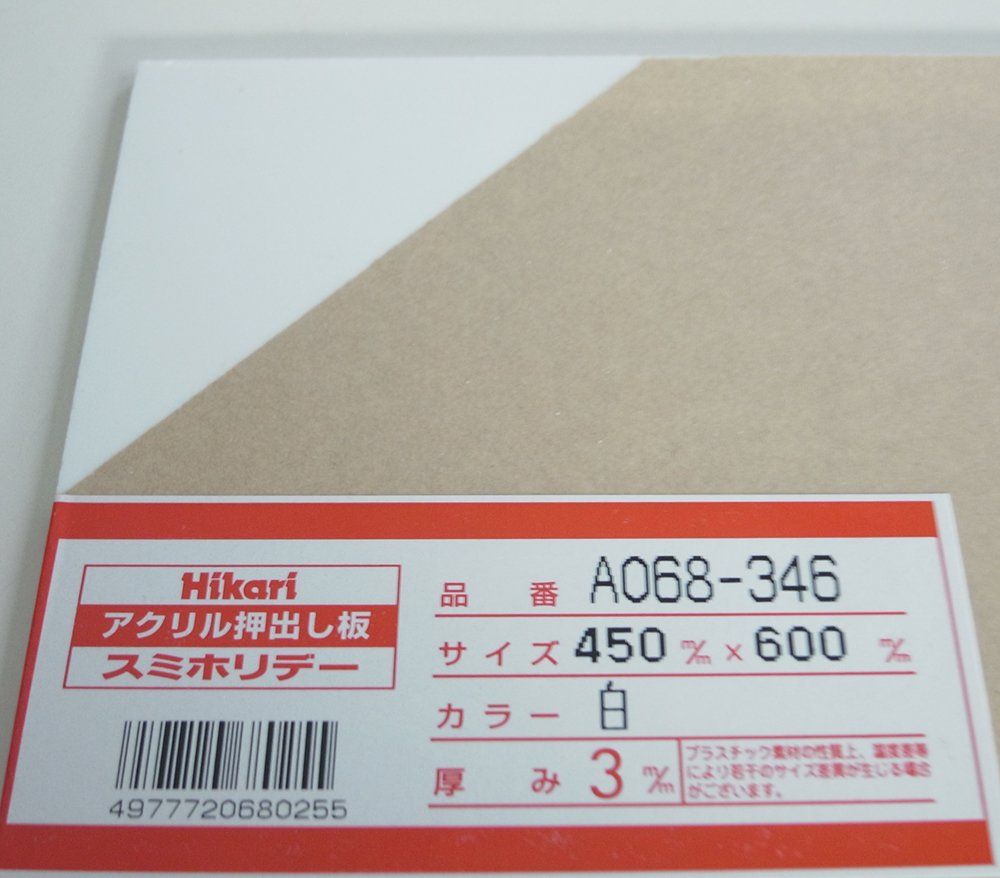 Hikari
アクリル押出し板
スミホリデー
4977720680255
品番 A068-346
サイズ 450 m/m × 600 m/m
カラー 白
厚み 3 m/m
プラスチック素材の性質上、温度差等
により若干のサイズ差異が生じる場合
がございます。